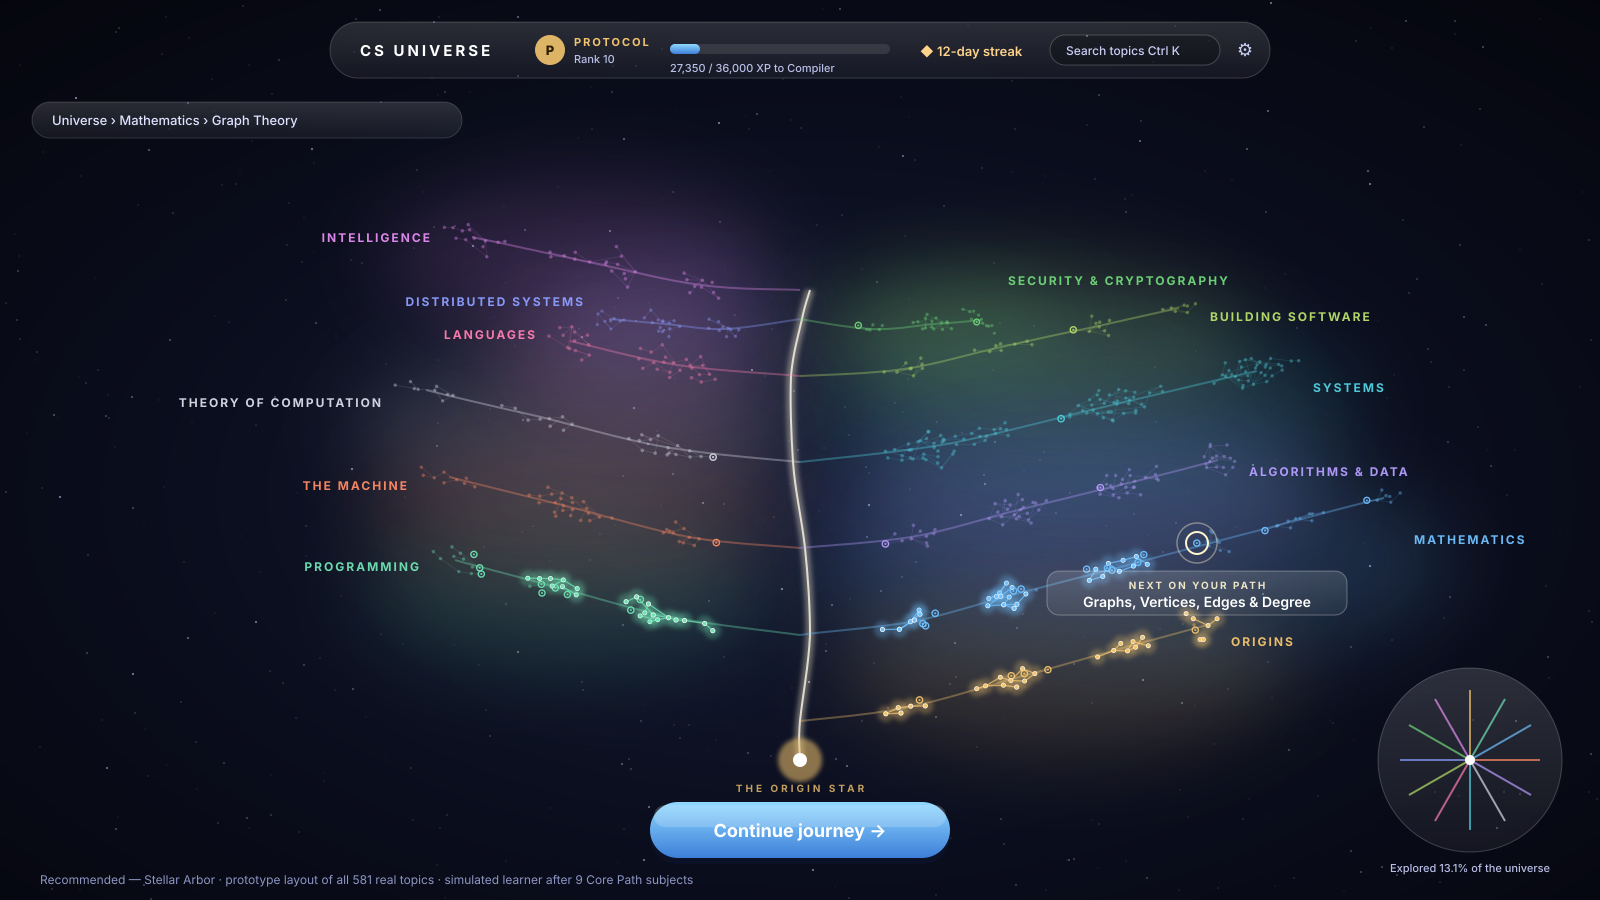 CS UNIVERSE
P
PROTOCOL
Rank 10
27,350 / 36,000 XP to Compiler
◆ 12-day streak
Search topics Ctrl K
Universe › Mathematics › Graph Theory
INTELLIGENCE
SECURITY & CRYPTOGRAPHY
DISTRIBUTED SYSTEMS
BUILDING SOFTWARE
LANGUAGES
SYSTEMS
THEORY OF COMPUTATION
ALGORITHMS & DATA
THE MACHINE
MATHEMATICS
PROGRAMMING
NEXT ON YOUR PATH
Graphs, Vertices, Edges & Degree
ORIGINS
THE ORIGIN STAR
Continue journey →
Explored 13.1% of the universe
Recommended — Stellar Arbor · prototype layout of all 581 real topics · simulated learner after 9 Core Path subjects